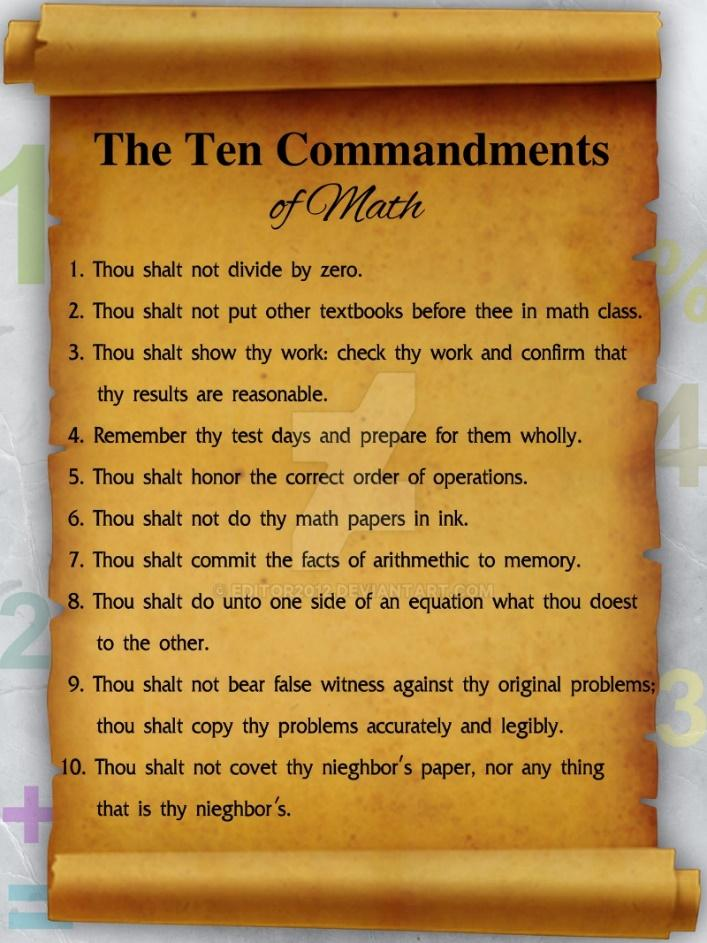 The Ten Commandments
of Math
1. Thou shalt not divide by zero.
2. Thou shalt not put other textbooks before thee in math class.
3. Thou shalt show thy work: check thy work and confirm that
thy results are reasonable.
4. Remember thy test days and prepare for them wholly.
5. Thou shalt honor the correct order of operations.
6. Thou shalt not do thy math papers in ink.
7. Thou shalt commit the facts of arithmethic to memory.
© EDITOR2012.DEVIANTART.COM
8. Thou shalt do unto one side of an equation what thou doest
to the other.
9. Thou shalt not bear false witness against thy original problems;
thou shalt copy thy problems accurately and legibly.
10. Thou shalt not covet thy nieghbor's paper, nor any thing
that is thy nieghbor's.
1
%
4
2
3
+
=